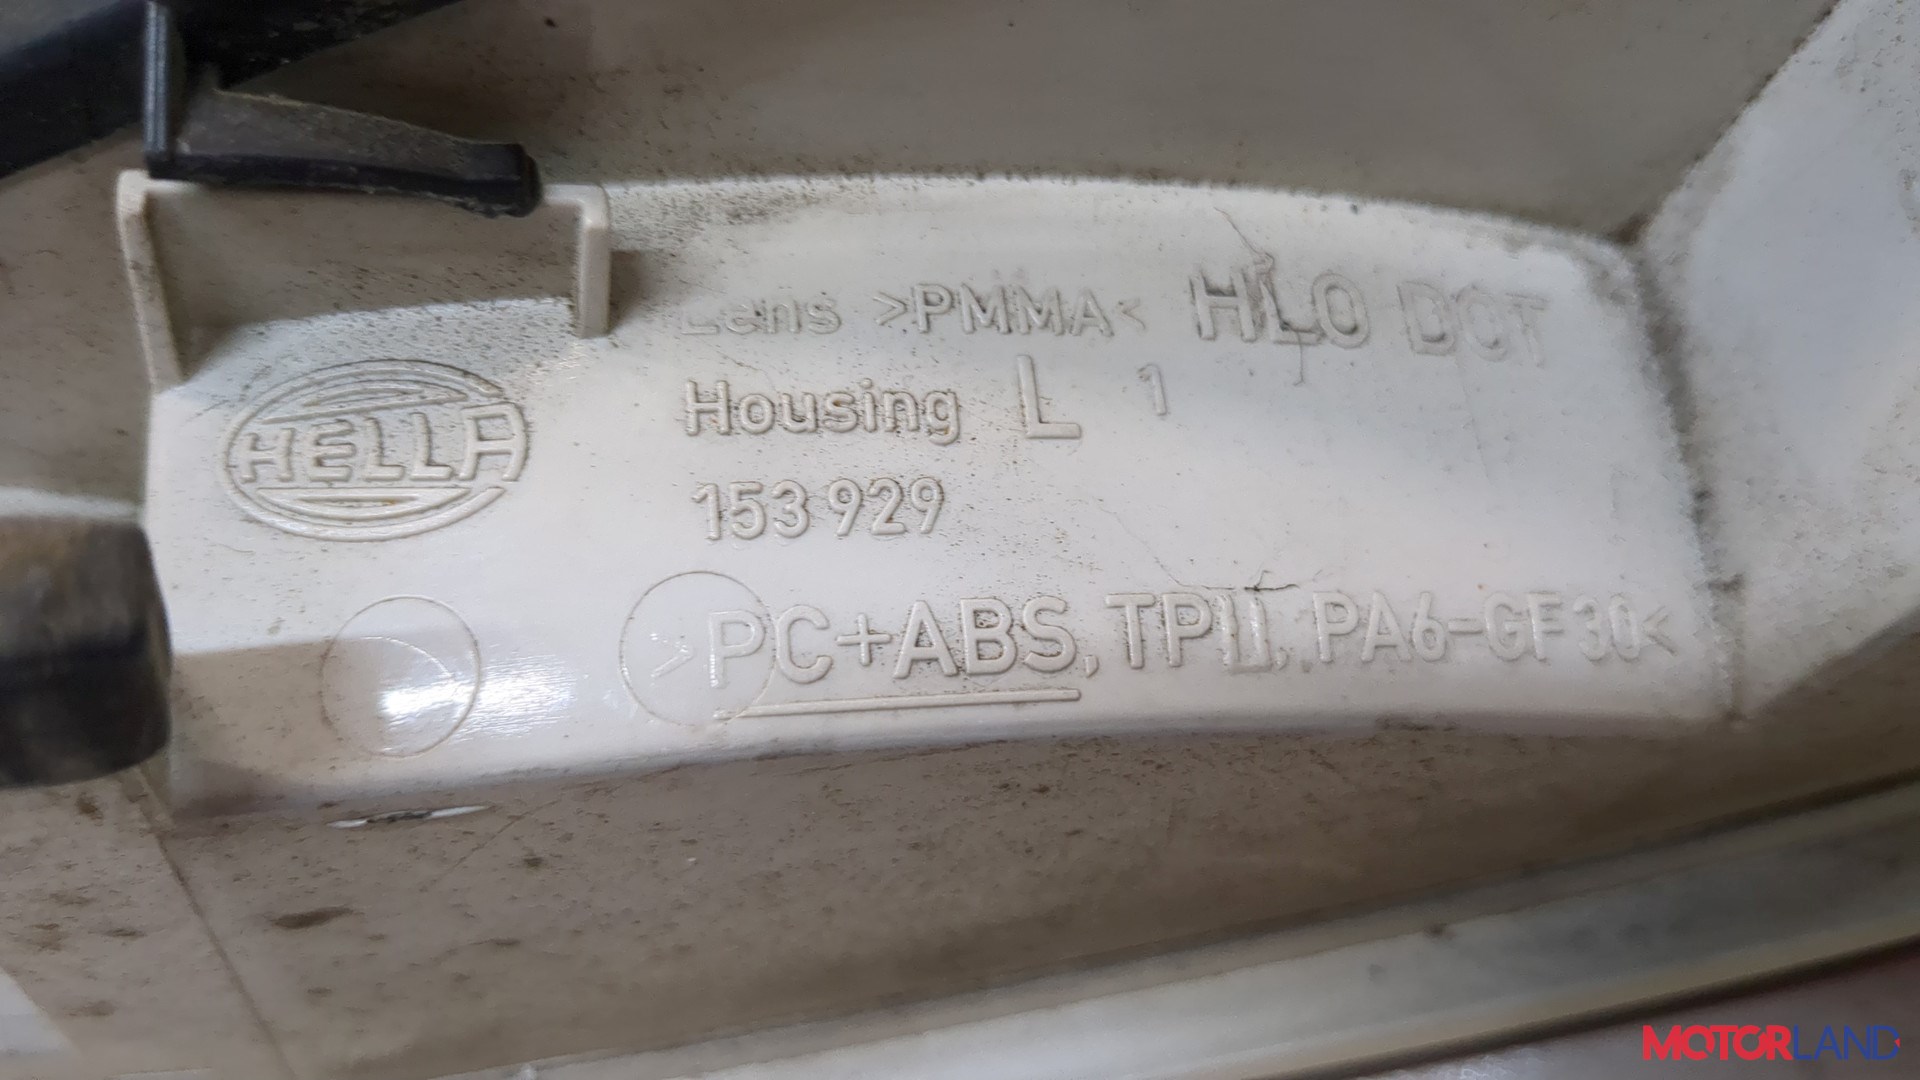 Lens >PMMA< HLO DOT
HELLA
Housing L 1
153 929
>PC+ABS, TPU, PA6-GF30<
MOTORLAND